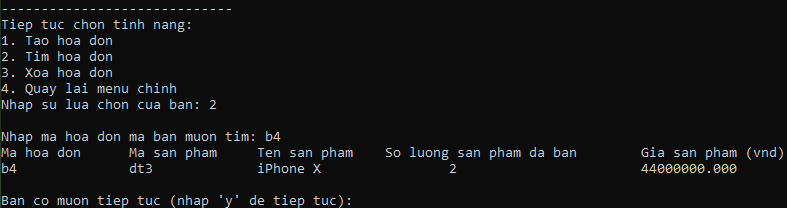 -----------------------------
Tiep tuc chon tinh nang:
1. Tao hoa don
2. Tim hoa don
3. Xoa hoa don
4. Quay lai menu chinh
Nhap su lua chon cua ban: 2

Nhap ma hoa don ma ban muon tim: b4
Ma hoa don      Ma san pham     Ten san pham    So luong san pham da ban        Gia san pham (vnd)
b4              dt3             iPhone X                2                       44000000.000

Ban co muon tiep tuc (nhap 'y' de tiep tuc):